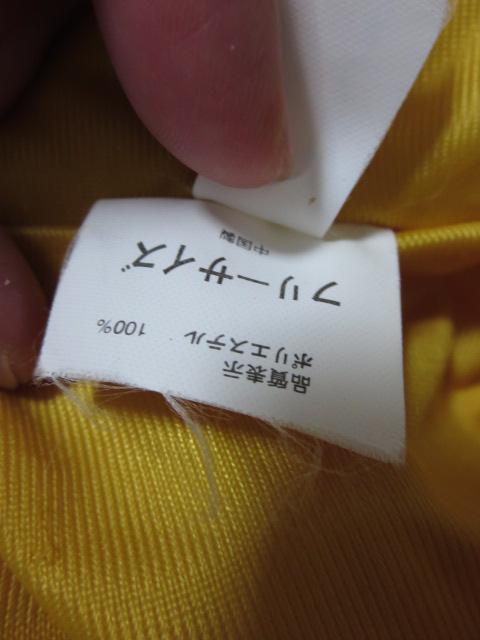 品質表示
ポリエステル 100%
フリーサイズ
中国製